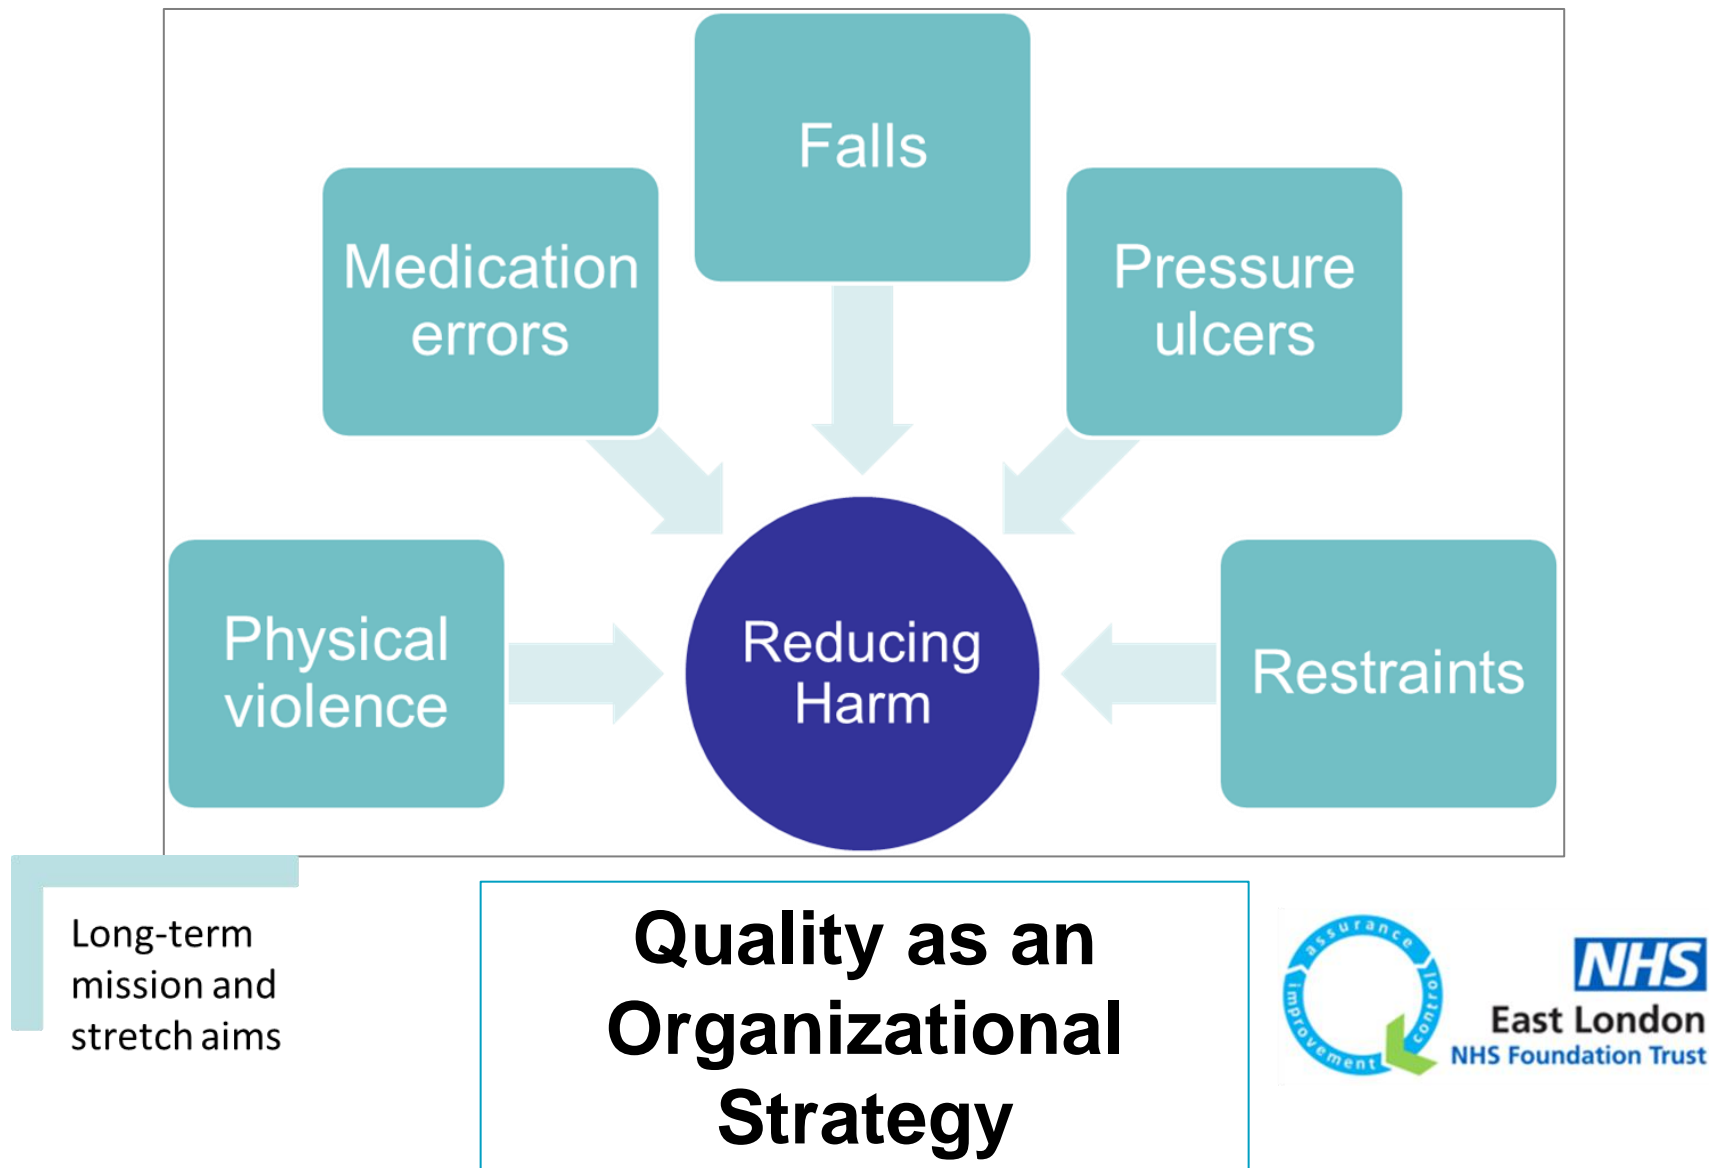 Falls
Medication
errors
Pressure
ulcers
Physical
violence
Reducing
Harm
Restraints
Long-term
mission and
stretch aims
Quality as an
Organizational
Strategy
assurance
control
improvement
NHS
East London
NHS Foundation Trust